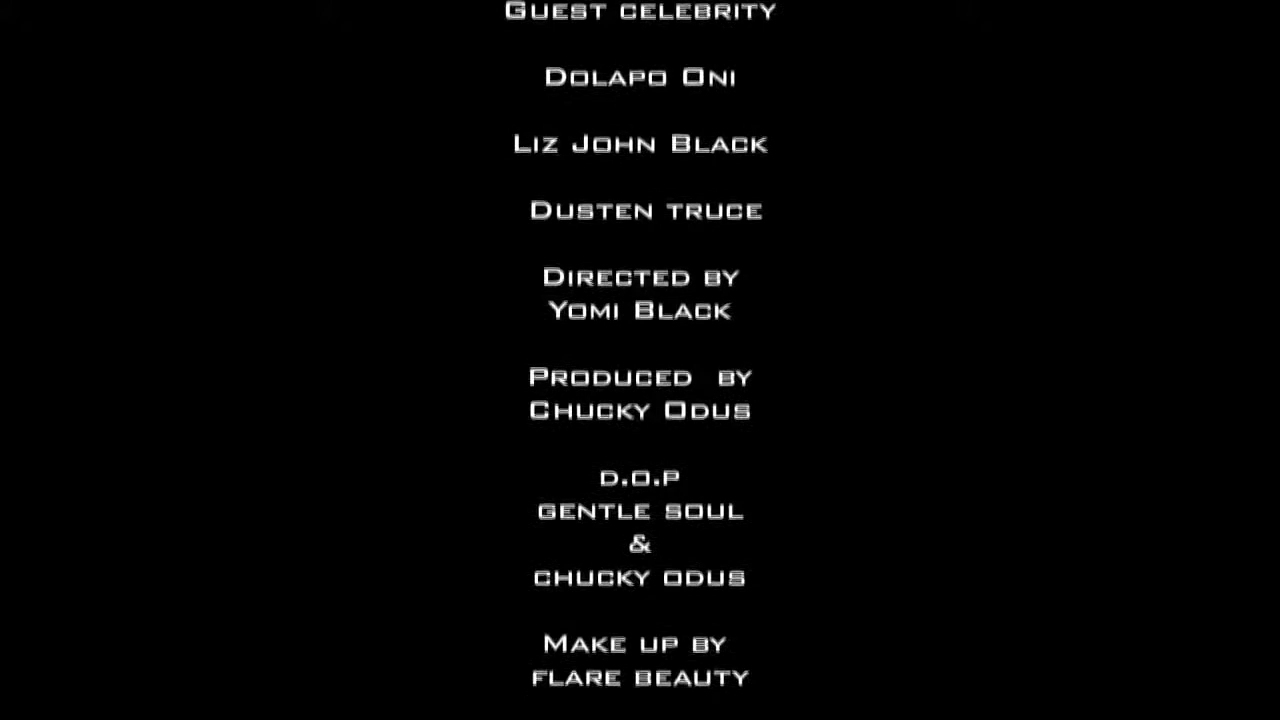 Guest celebrity
Dolapo Oni
Liz John Black
Dusten truce
Directed by
Yomi Black
Produced by
Chucky Odus
D.O.P
gentle soul
&
chucky odus
Make up by
flare beauty